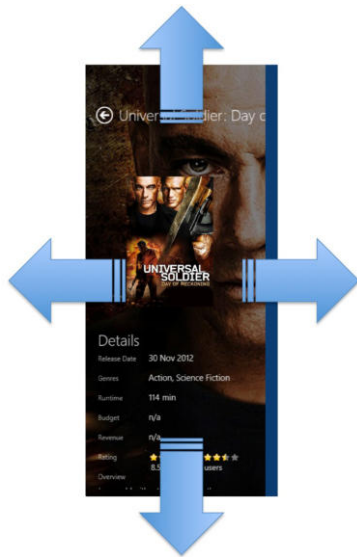 Universal Soldier: Day o
UNIVERSAL
SOLDIER
DAY OF RECKONING
Details
Release Date 30 Nov 2012
Genres Action, Science Fiction
Runtime 114 min
Budget n/a
Revenue n/a
Rating
8.5 users
Overview